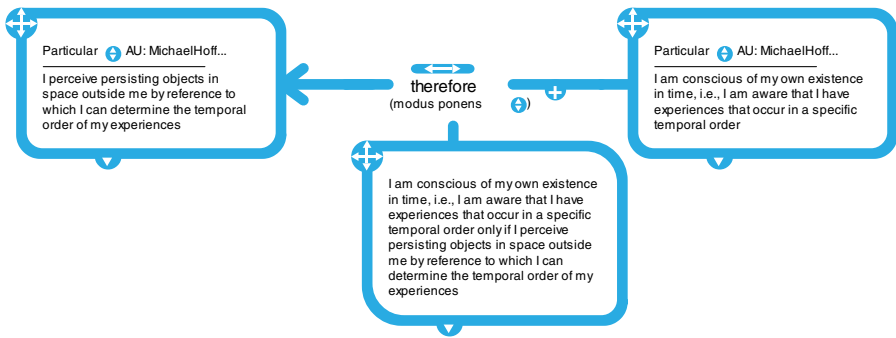 Particular AU: MichaelHoff...
I perceive persisting objects in
space outside me by reference to
which I can determine the temporal
order of my experiences
therefore
(modus ponens )
Particular AU: MichaelHoff...
I am conscious of my own existence
in time, i.e., I am aware that I have
experiences that occur in a specific
temporal order
I am conscious of my own existence
in time, i.e., I am aware that I have
experiences that occur in a specific
temporal order only if I perceive
persisting objects in space outside
me by reference to which I can
determine the temporal order of my
experiences